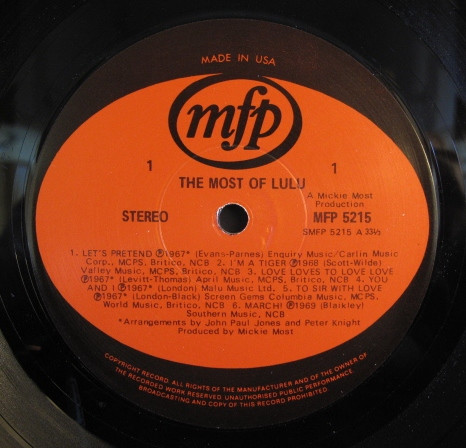 MADE IN USA
mfp
1 1
THE MOST OF LULU
A Mickie Most
Production
STEREO MFP 5215
SMFP 5215 A 33⅓
1. LET'S PRETEND ℗1967* (Evans-Parnes) Enquiry Music/Carlin Music
Corp., MCPS, Britico, NCB 2. I'M A TIGER ℗1968 (Scott-Wilde)
Valley Music, MCPS, Britico, NCB 3. LOVE LOVES TO LOVE LOVE
℗1967* (Levitt-Thomas) April Music, MCPS, Britico, NCB 4. YOU
AND I ℗1967* (London) Malu Music Ltd. 5. TO SIR WITH LOVE
℗1967* (London-Black) Screen Gems Columbia Music, MCPS,
World Music, Britico, NCB 6. MARCH! ℗1969 (Blaikley)
Southern Music, NCB
*Arrangements by John Paul Jones and Peter Knight
Produced by Mickie Most
COPYRIGHT RECORD. ALL RIGHTS OF THE MANUFACTURER AND OF THE OWNER OF
THE RECORDED WORK RESERVED. UNAUTHORISED PUBLIC PERFORMANCE.
BROADCASTING AND COPY OF THIS RECORD PROHIBITED.